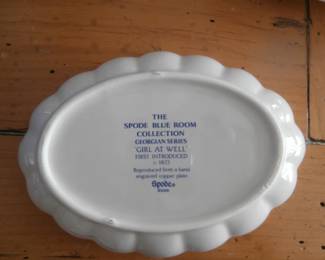 THE
SPODE BLUE ROOM
COLLECTION
GEORGIAN SERIES
'GIRL AT WELL'
FIRST INTRODUCED
Reproduced from a hand
engraved copper plate
Spode